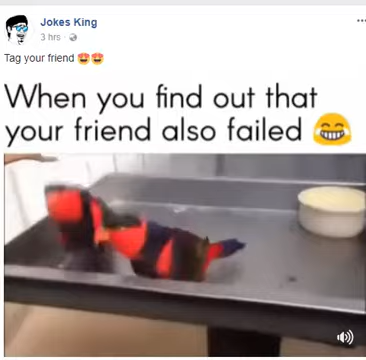 Jokes King
3 hrs ·
Tag your friend 😍😍
When you find out that
your friend also failed 😂